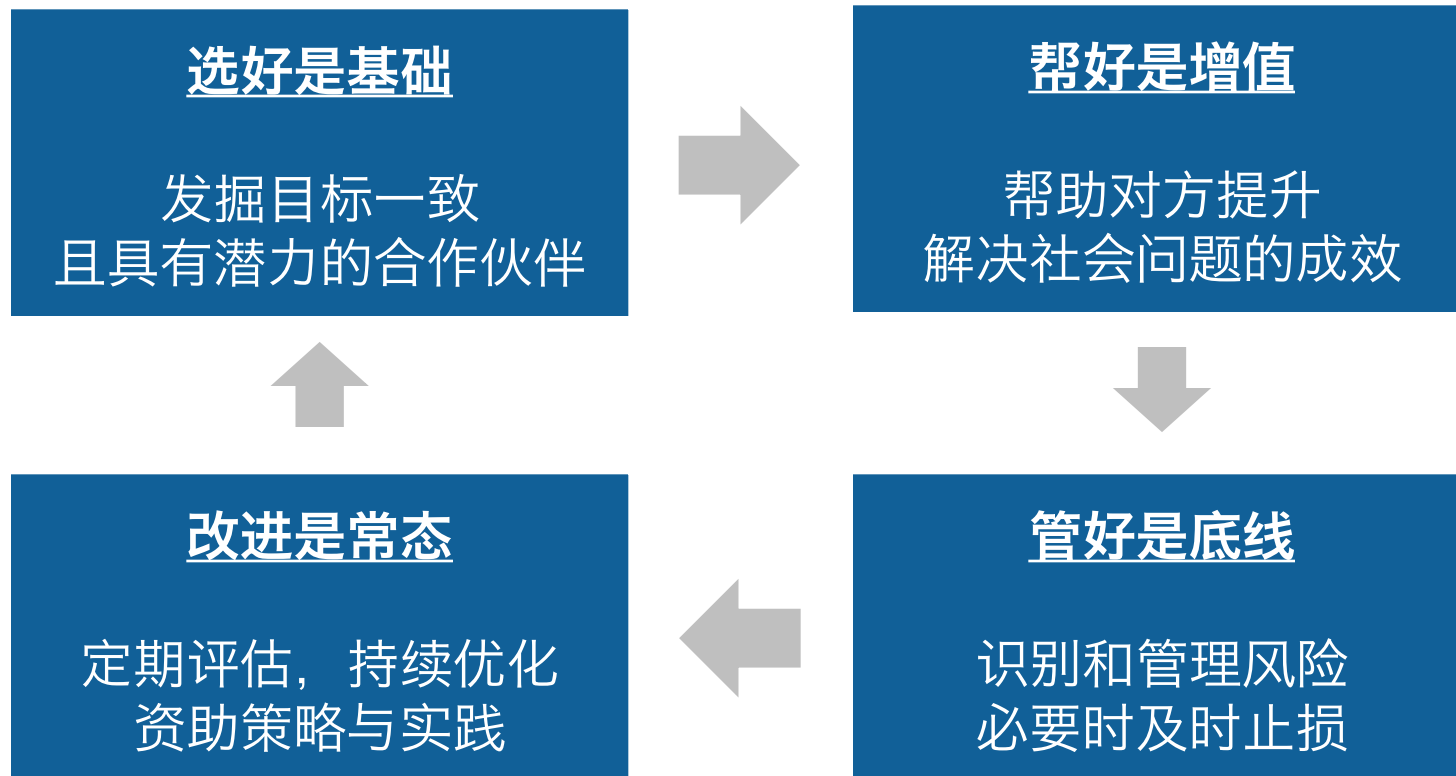 选好是基础
发掘目标一致
且具有潜力的合作伙伴
帮好是增值
帮助对方提升
解决社会问题的成效
管好是底线
识别和管理风险
必要时及时止损
改进是常态
定期评估，持续优化
资助策略与实践